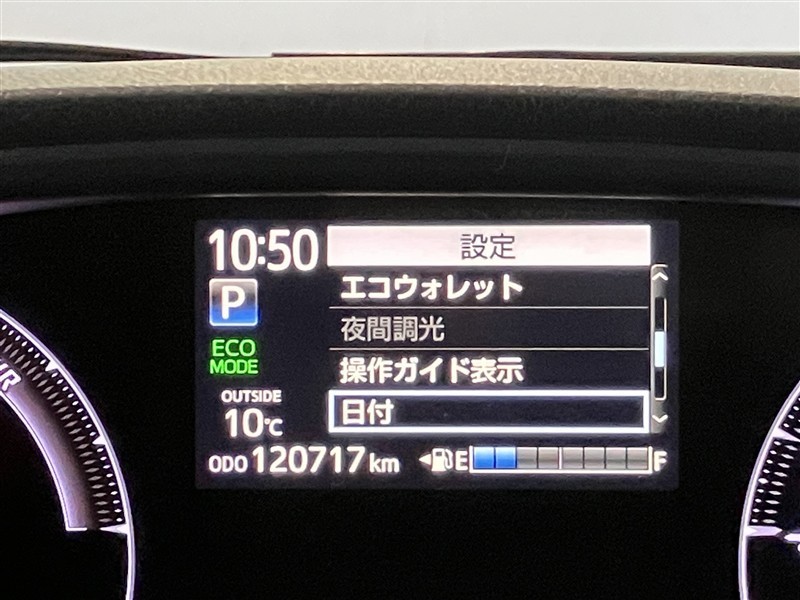 10:50
設定
エコウォレット
P
夜間調光
ECO
MODE
操作ガイド表示
OUTSIDE
10℃
日付
ODO 120717 km
E F